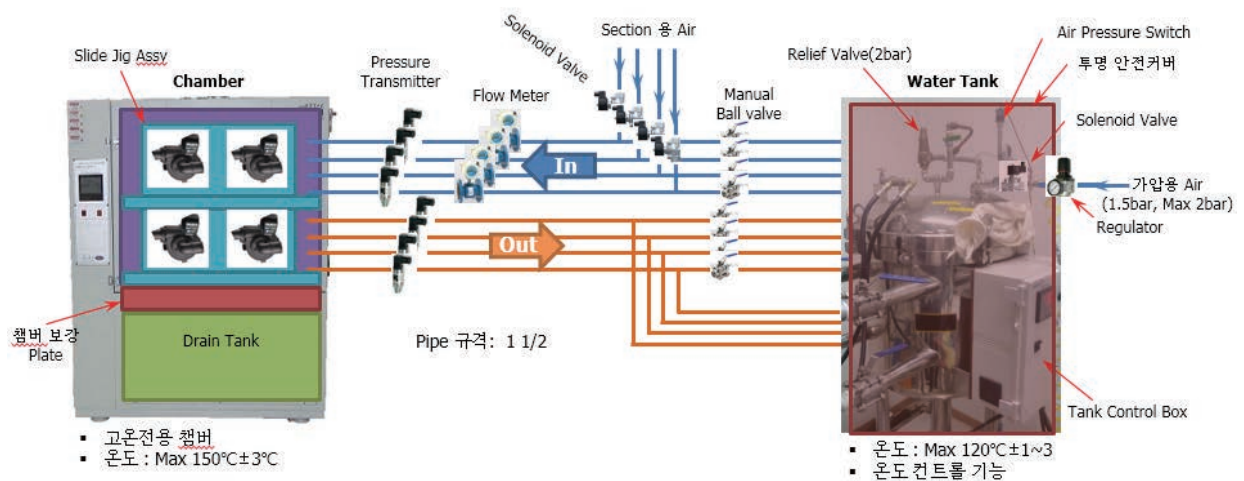 Slide Jig Assy
Chamber
Pressure
Transmitter
Flow Meter
Solenoid Valve
Section 용 Air
Manual
Ball valve
Relief Valve(2bar)
Water Tank
Air Pressure Switch
투명 안전커버
Solenoid Valve
가압용 Air
(1.5bar, Max 2bar)
Regulator
In
Out
챔버 보강
Plate
Drain Tank
Pipe 규격: 1 1/2
Tank Control Box
▪ 고온전용 챔버
▪ 온도 : Max 150℃±3℃
▪ 온도 : Max 120℃±1~3
▪ 온도 컨트롤 기능